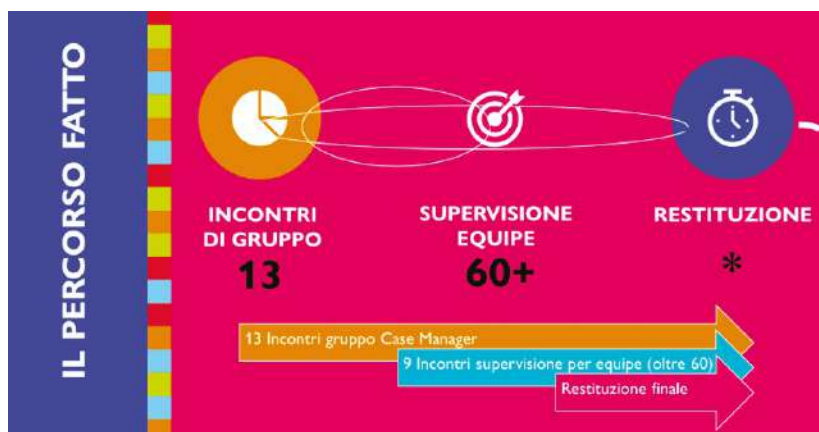 IL PERCORSO FATTO
INCONTRI
DI GRUPPO
13
SUPERVISIONE
EQUIPE
60+
RESTITUZIONE
*
13 Incontri gruppo Case Manager
9 Incontri supervisione per equipe (oltre 60)
Restituzione finale